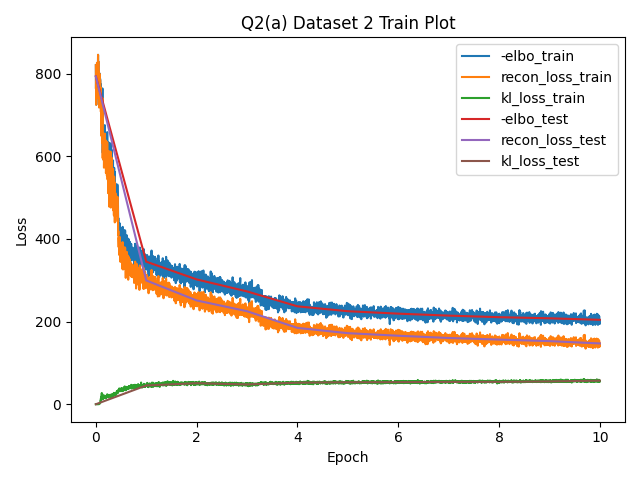 Q2(a) Dataset 2 Train Plot
-elbo_train
recon_loss_train
kl_loss_train
-elbo_test
recon_loss_test
kl_loss_test
800
600
400
200
0
Loss
0 2 4 6 8 10
Epoch